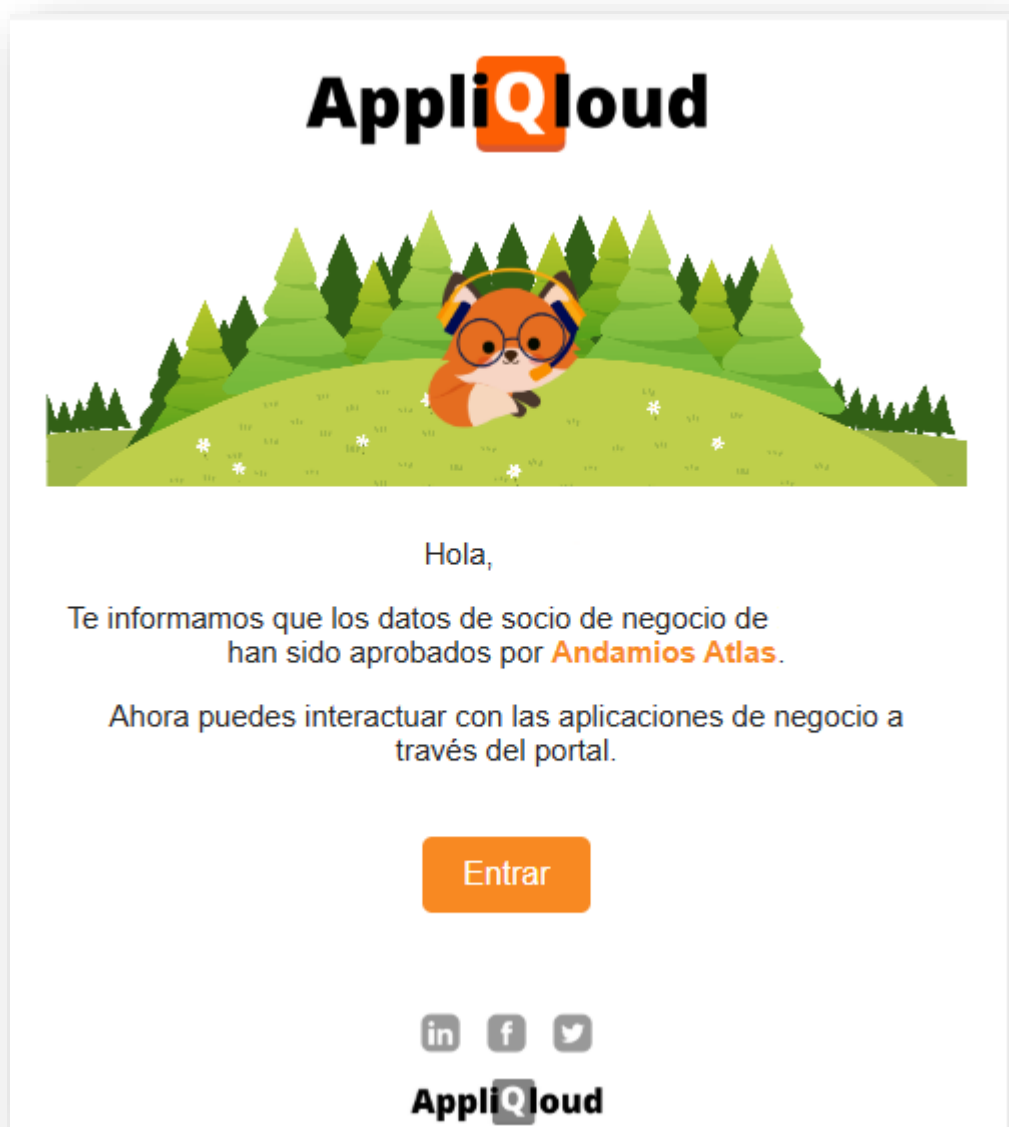 AppliQloud
Hola,
Te informamos que los datos de socio de negocio de
han sido aprobados por Andamios Atlas.
Ahora puedes interactuar con las aplicaciones de negocio a
través del portal.
Entrar
in f
AppliQloud